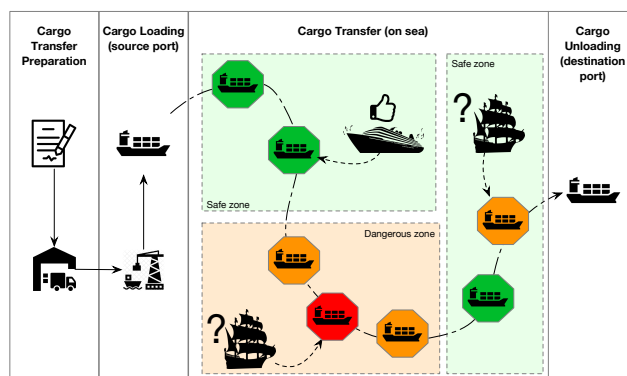 Cargo
Transfer
Preparation
Cargo Loading
(source port)
Cargo Transfer (on sea)
Cargo
Unloading
(destination
port)
Safe zone
?
Safe zone
Dangerous zone
?